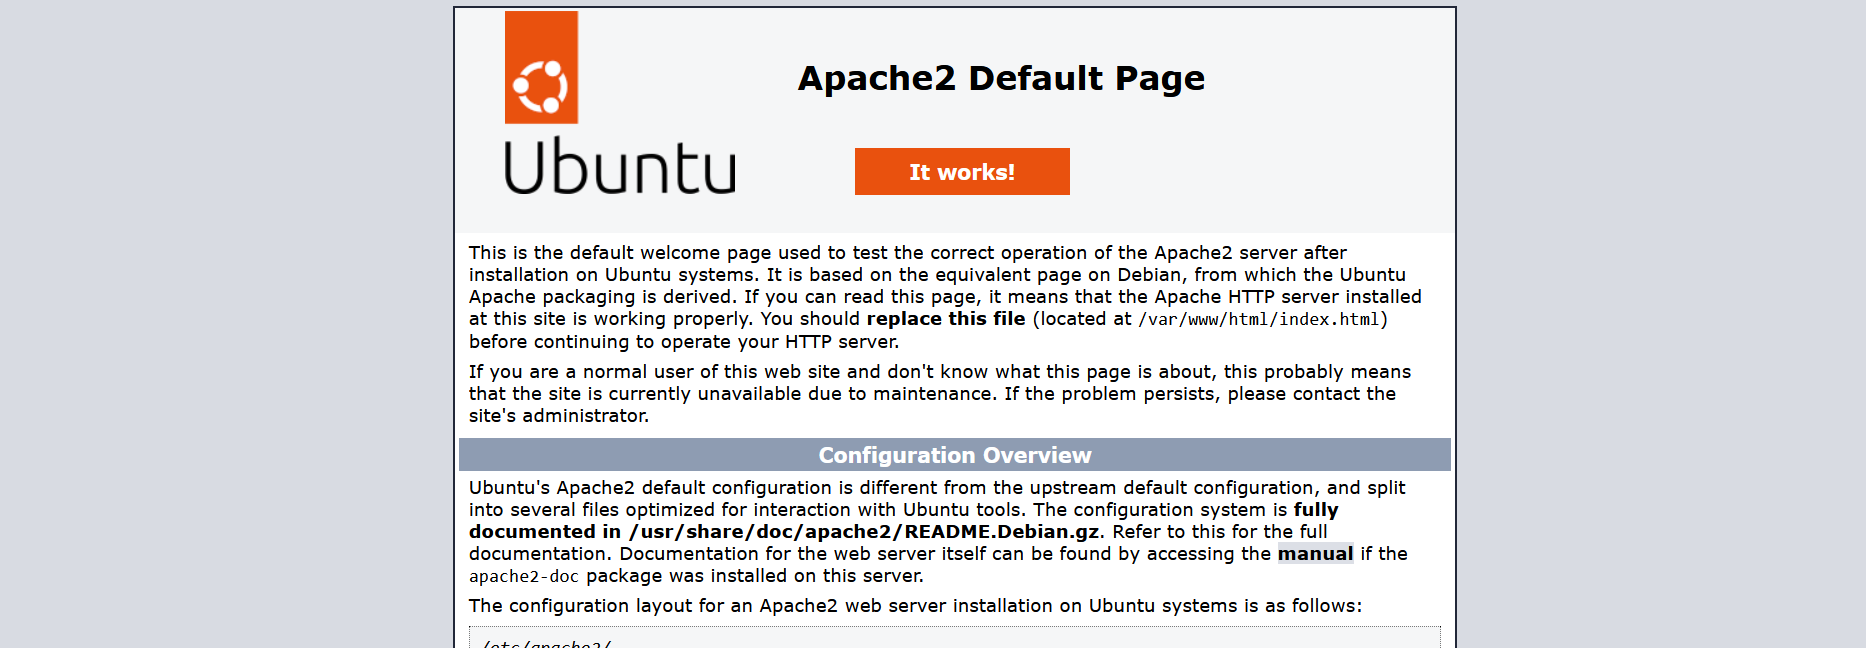 Apache2 Default Page
Ubuntu
It works!
This is the default welcome page used to test the correct operation of the Apache2 server after
installation on Ubuntu systems. It is based on the equivalent page on Debian, from which the Ubuntu
Apache packaging is derived. If you can read this page, it means that the Apache HTTP server installed
at this site is working properly. You should replace this file (located at /var/www/html/index.html)
before continuing to operate your HTTP server.
If you are a normal user of this web site and don't know what this page is about, this probably means
that the site is currently unavailable due to maintenance. If the problem persists, please contact the
site's administrator.
Configuration Overview
Ubuntu's Apache2 default configuration is different from the upstream default configuration, and split
into several files optimized for interaction with Ubuntu tools. The configuration system is fully
documented in /usr/share/doc/apache2/README.Debian.gz. Refer to this for the full
documentation. Documentation for the web server itself can be found by accessing the manual if the
apache2-doc package was installed on this server.
The configuration layout for an Apache2 web server installation on Ubuntu systems is as follows:
/etc/apache2/